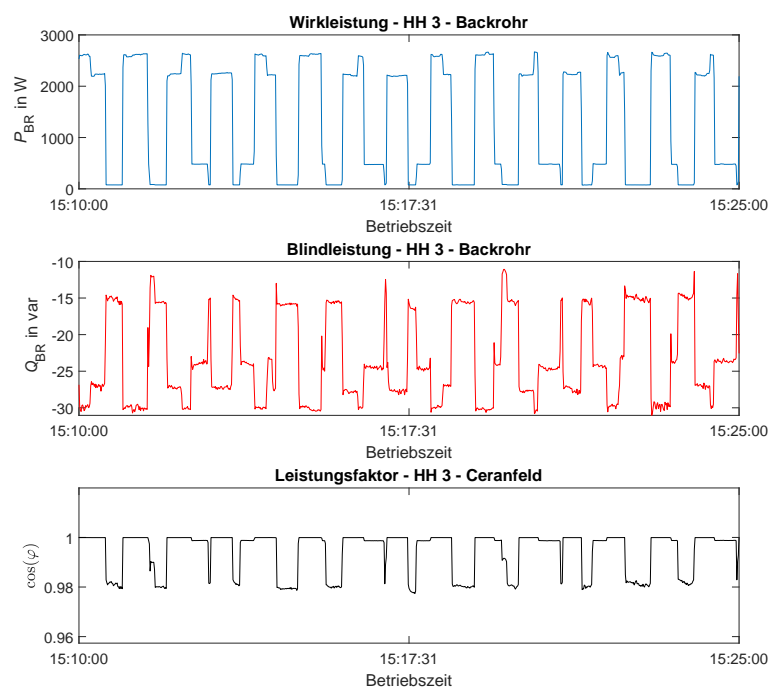 Wirkleistung - HH 3 - Backrohr
3000
2000
1000
0
P_BR in W
15:10:00 15:17:31 15:25:00
Betriebszeit
Blindleistung - HH 3 - Backrohr
-10
-15
-20
-25
-30
Q_BR in var
15:10:00 15:17:31 15:25:00
Betriebszeit
Leistungsfaktor - HH 3 - Ceranfeld
1
0.98
0.96
cos(φ)
15:10:00 15:17:31 15:25:00
Betriebszeit